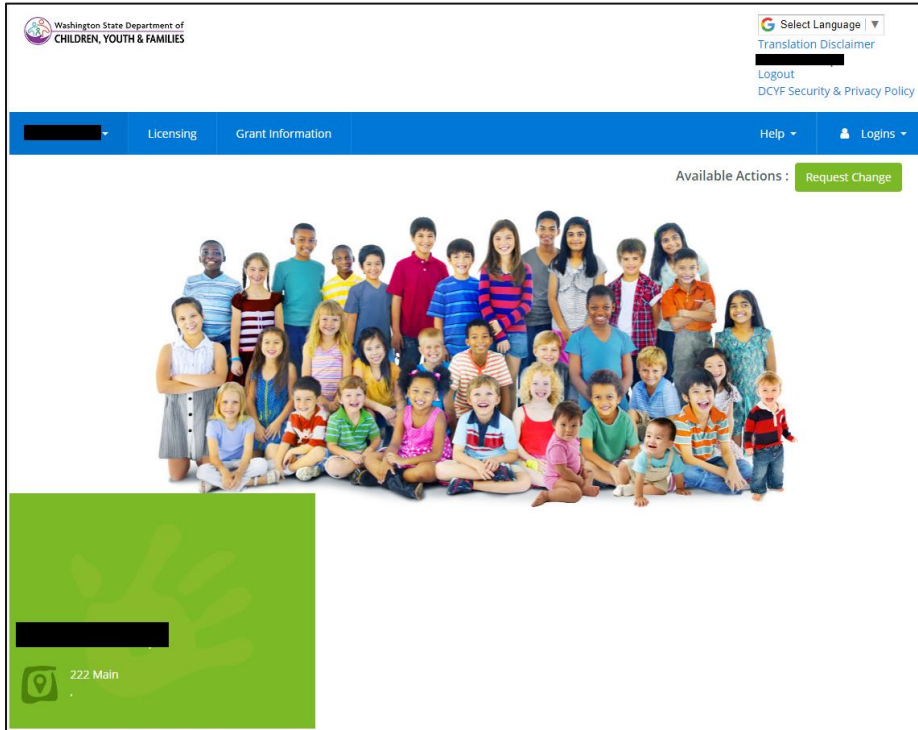 Washington State Department of
CHILDREN, YOUTH & FAMILIES
Select Language ▼
Translation Disclaimer
Logout
DCYF Security & Privacy Policy
Licensing Grant Information Help Logins
Available Actions : Request Change
222 Main
,